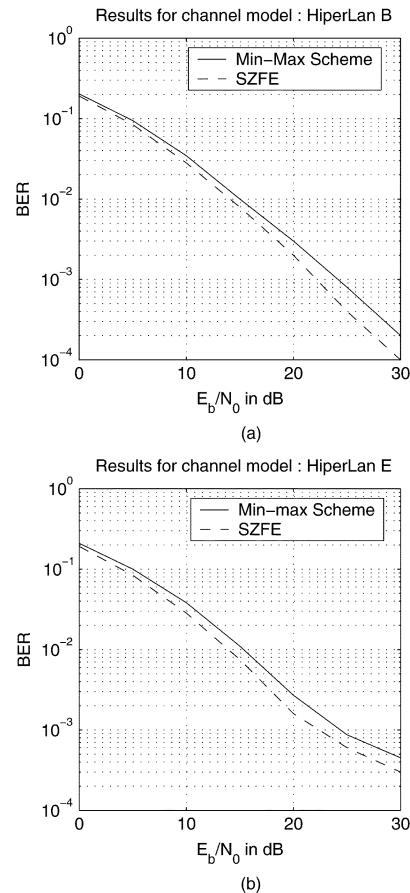 Results for channel model : HiperLan B
Min−Max Scheme
SZFE
10^0
10^−1
10^−2
10^−3
10^−4
BER
0 10 20 30
E_b/N_0 in dB
(a)
Results for channel model : HiperLan E
Min−max Scheme
SZFE
10^0
10^−1
10^−2
10^−3
10^−4
BER
0 10 20 30
E_b/N_0 in dB
(b)